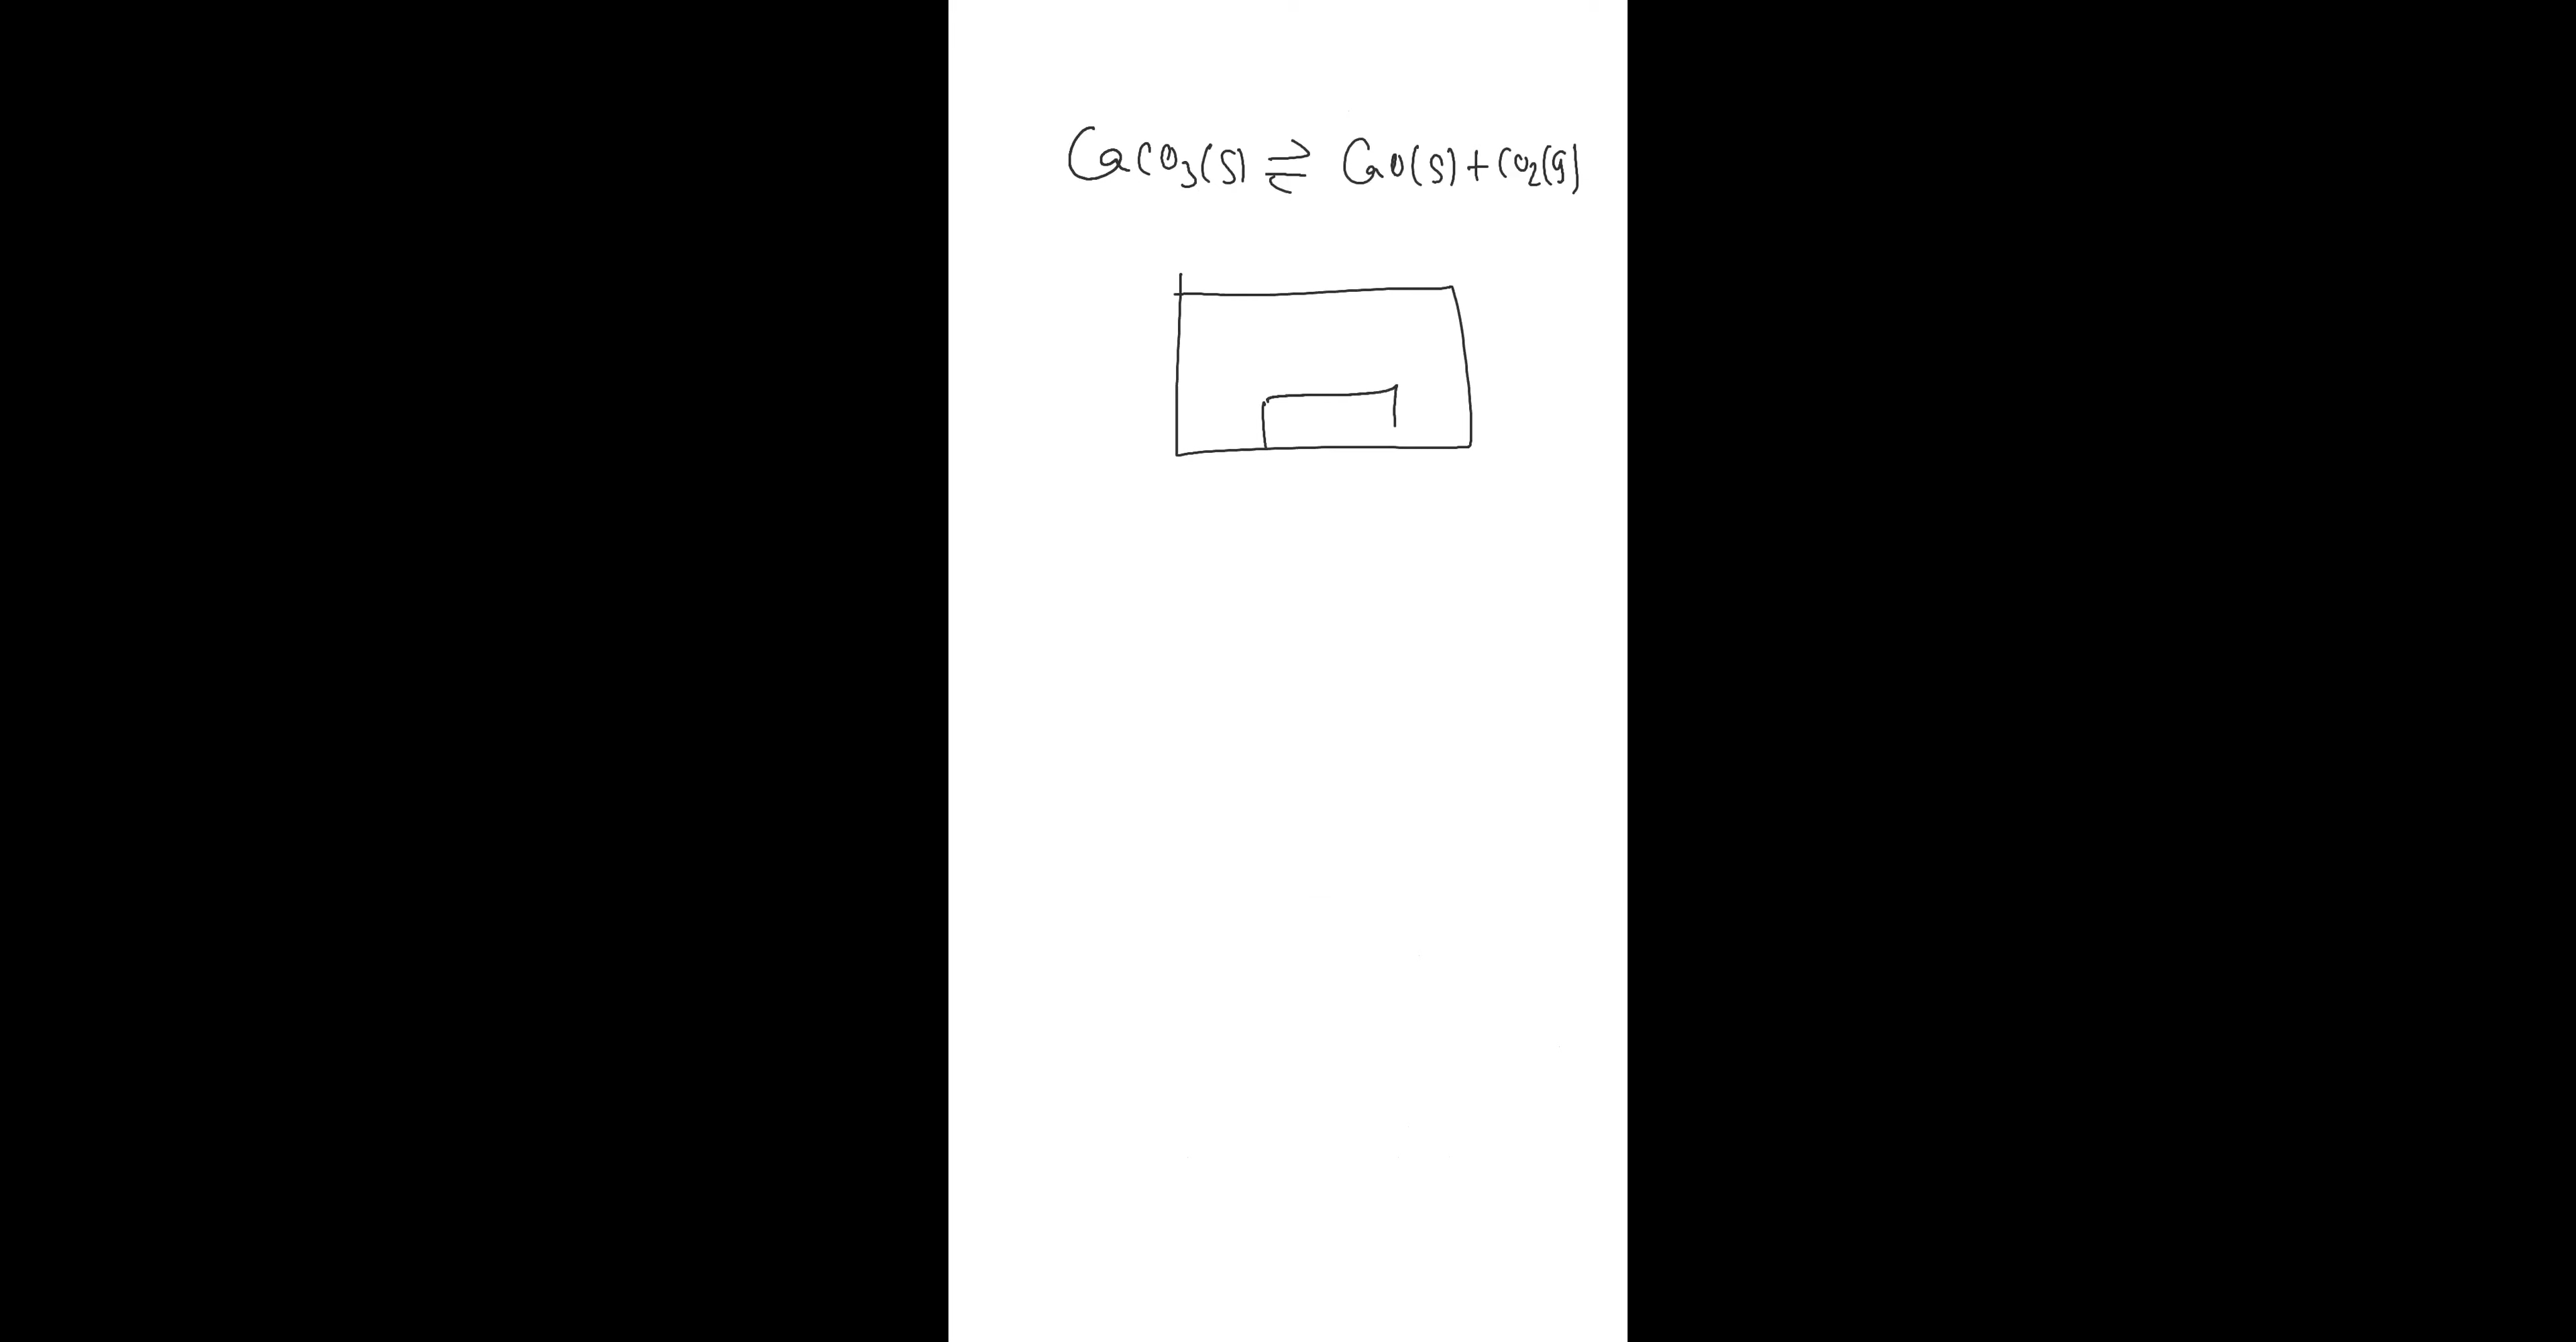 CaCO₃(s) ⇌ CaO(s) + CO₂(g)